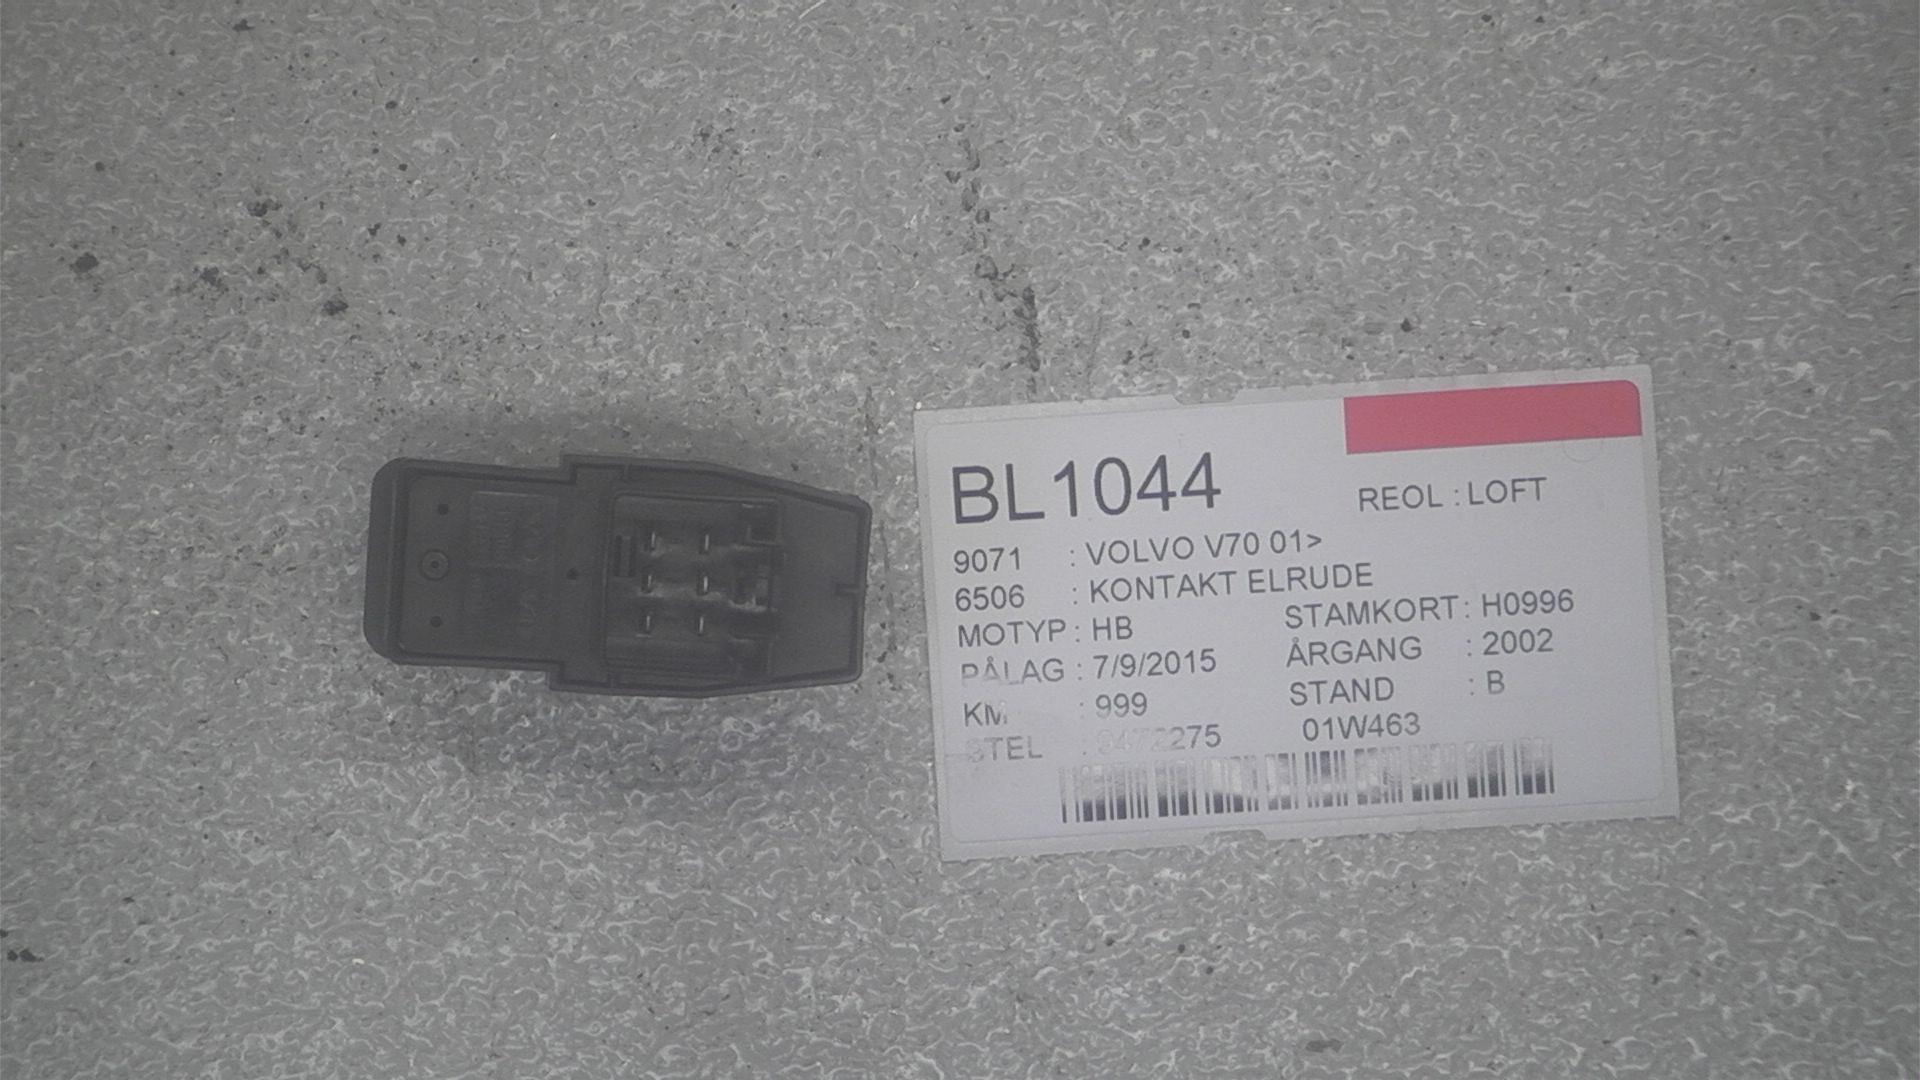 BL1044
REOL : LOFT
9071 : VOLVO V70 01>
6506 : KONTAKT ELRUDE
MOTYP : HB STAMKORT : H0996
PÅLAG : 7/9/2015 ÅRGANG : 2002
KM : 999 STAND : B
STEL : 9472275 01W463